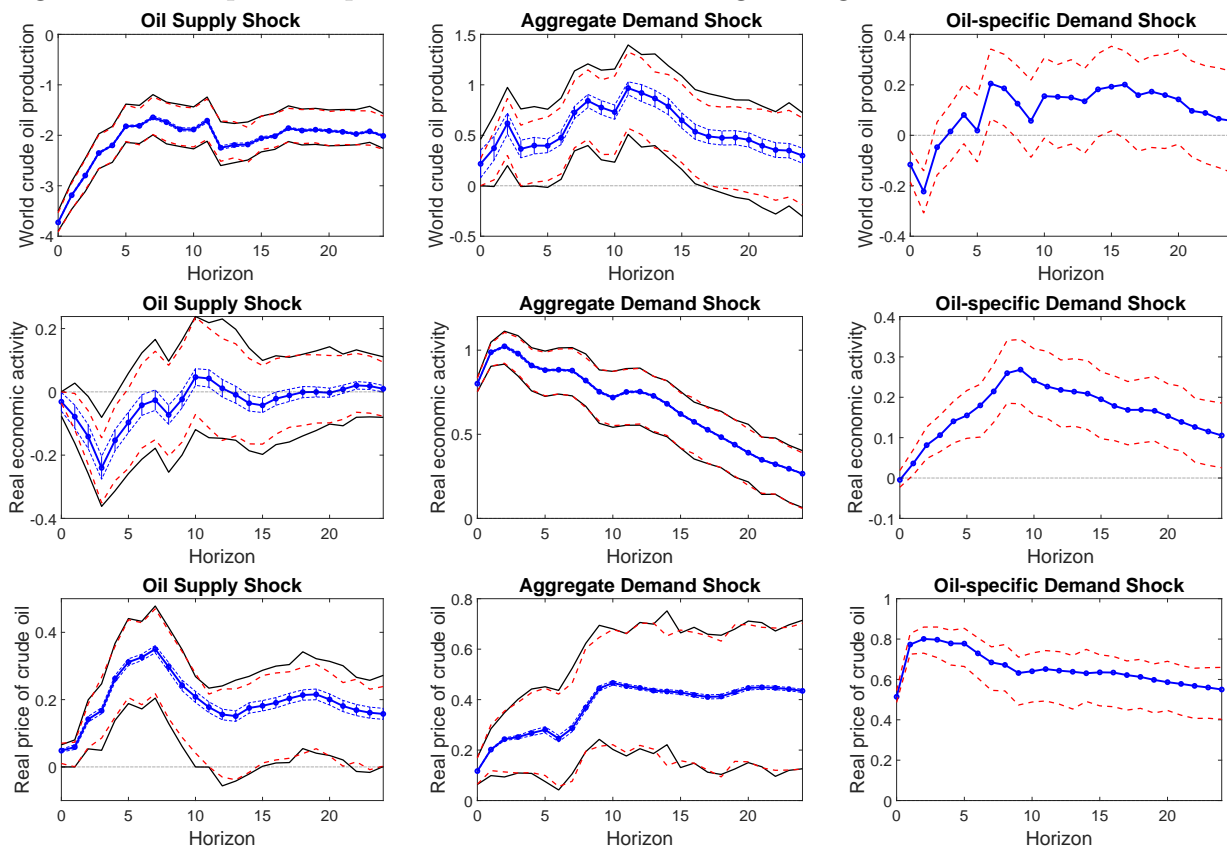 Oil Supply Shock
World crude oil production
0
-1
-2
-3
-4
0 5 10 15 20
Horizon
Aggregate Demand Shock
World crude oil production
1.5
1
0.5
0
-0.5
0 5 10 15 20
Horizon
Oil-specific Demand Shock
World crude oil production
0.4
0.2
0
-0.2
-0.4
0 5 10 15 20
Horizon
Oil Supply Shock
Real economic activity
0.2
0
-0.2
-0.4
0 5 10 15 20
Horizon
Aggregate Demand Shock
Real economic activity
1
0.5
0
0 5 10 15 20
Horizon
Oil-specific Demand Shock
Real economic activity
0.4
0.3
0.2
0.1
0
-0.1
0 5 10 15 20
Horizon
Oil Supply Shock
Real price of crude oil
0.4
0.2
0
0 5 10 15 20
Horizon
Aggregate Demand Shock
Real price of crude oil
0.8
0.6
0.4
0.2
0
0 5 10 15 20
Horizon
Oil-specific Demand Shock
Real price of crude oil
1
0.8
0.6
0.4
0.2
0
0 5 10 15 20
Horizon